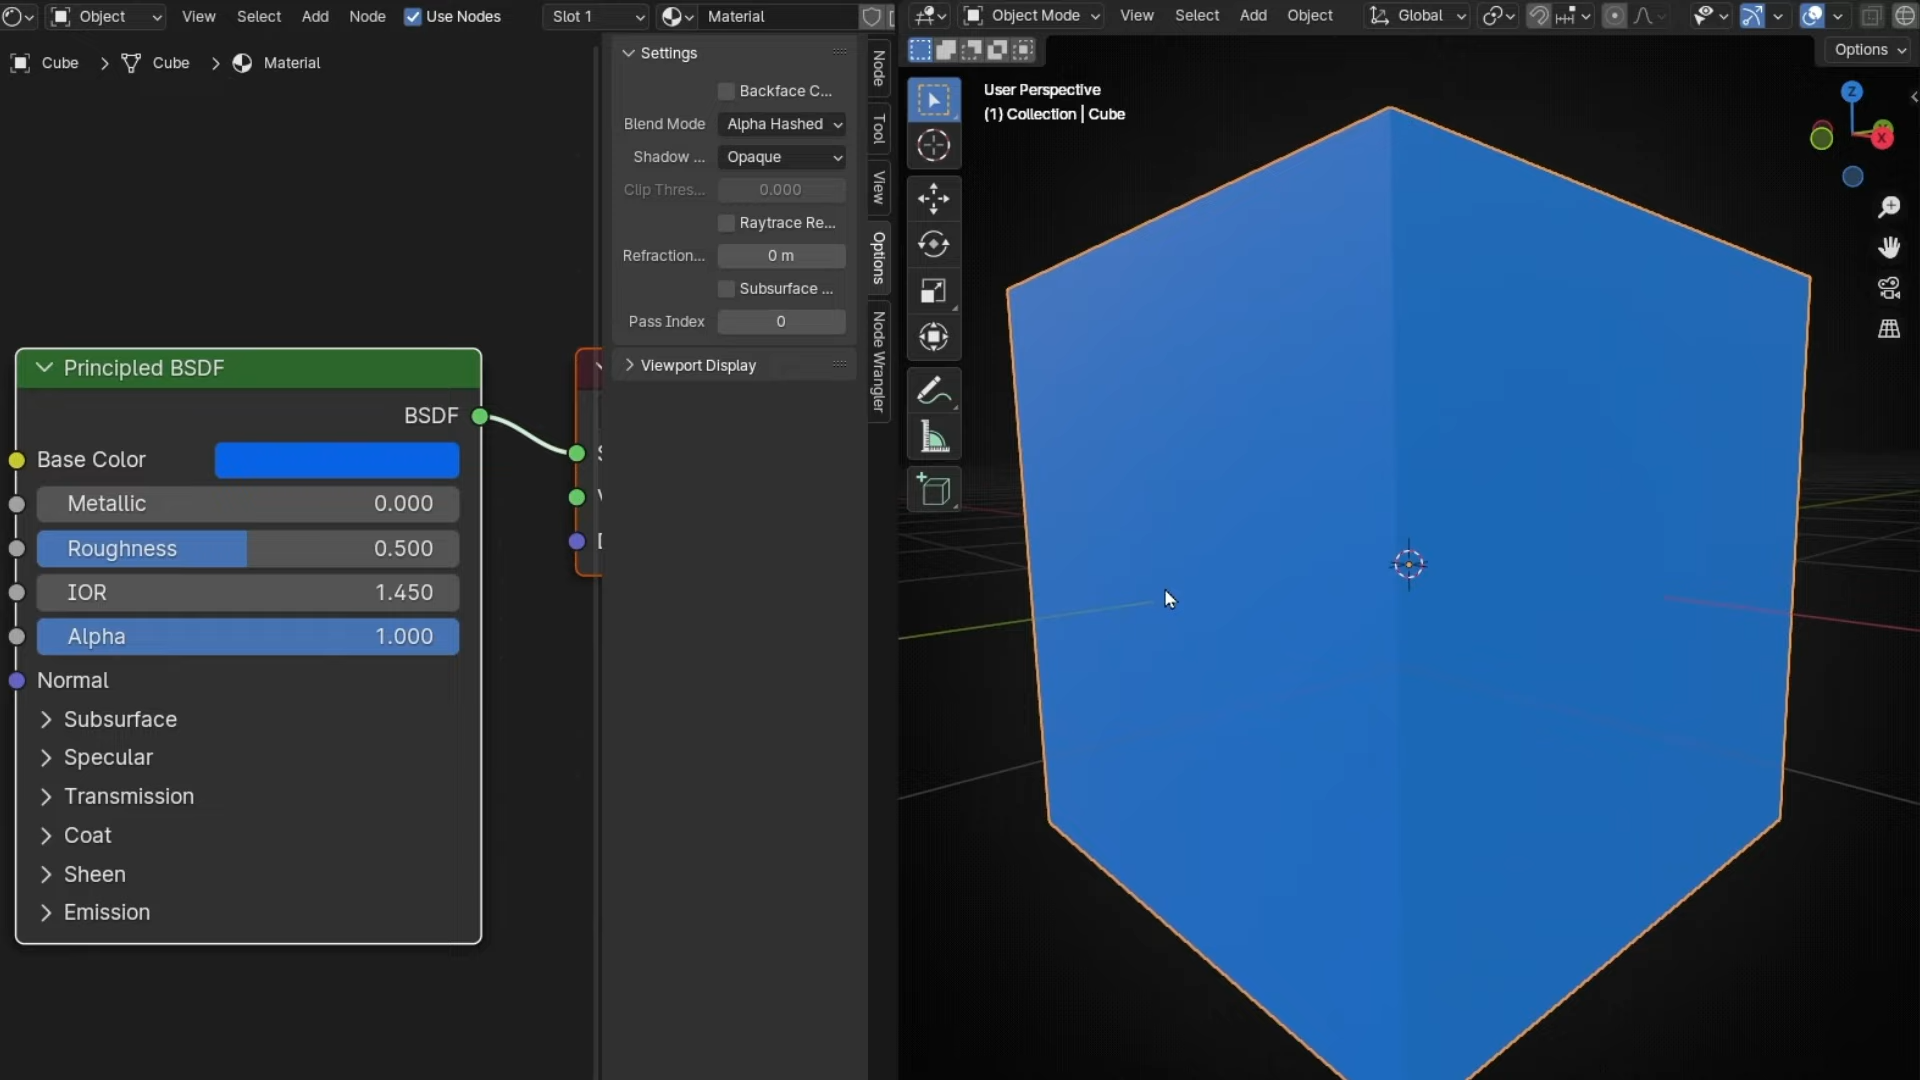 Object
View
Select
Add
Node
Use Nodes
Slot 1
Material
Cube
Cube
Material
Settings
Backface C...
Blend Mode
Alpha Hashed
Shadow ...
Opaque
Clip Thres...
0.000
Raytrace Re...
Refraction...
0 m
Subsurface ...
Pass Index
0
Viewport Display
Node
Tool
View
Options
Node Wrangler
Principled BSDF
BSDF
Base Color
Metallic
0.000
Roughness
0.500
IOR
1.450
Alpha
1.000
Normal
Subsurface
Specular
Transmission
Coat
Sheen
Emission
Object Mode
View
Select
Add
Object
Global
Options
User Perspective
(1) Collection | Cube
Z
X